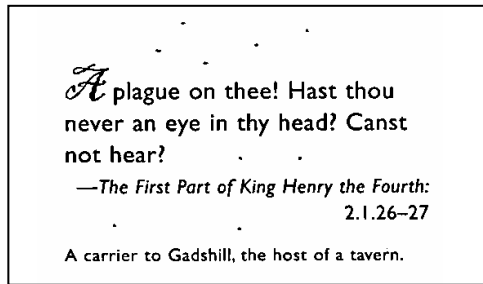 A plague on thee! Hast thou
never an eye in thy head? Canst
not hear?
—The First Part of King Henry the Fourth:
2.1.26–27
A carrier to Gadshill, the host of a tavern.